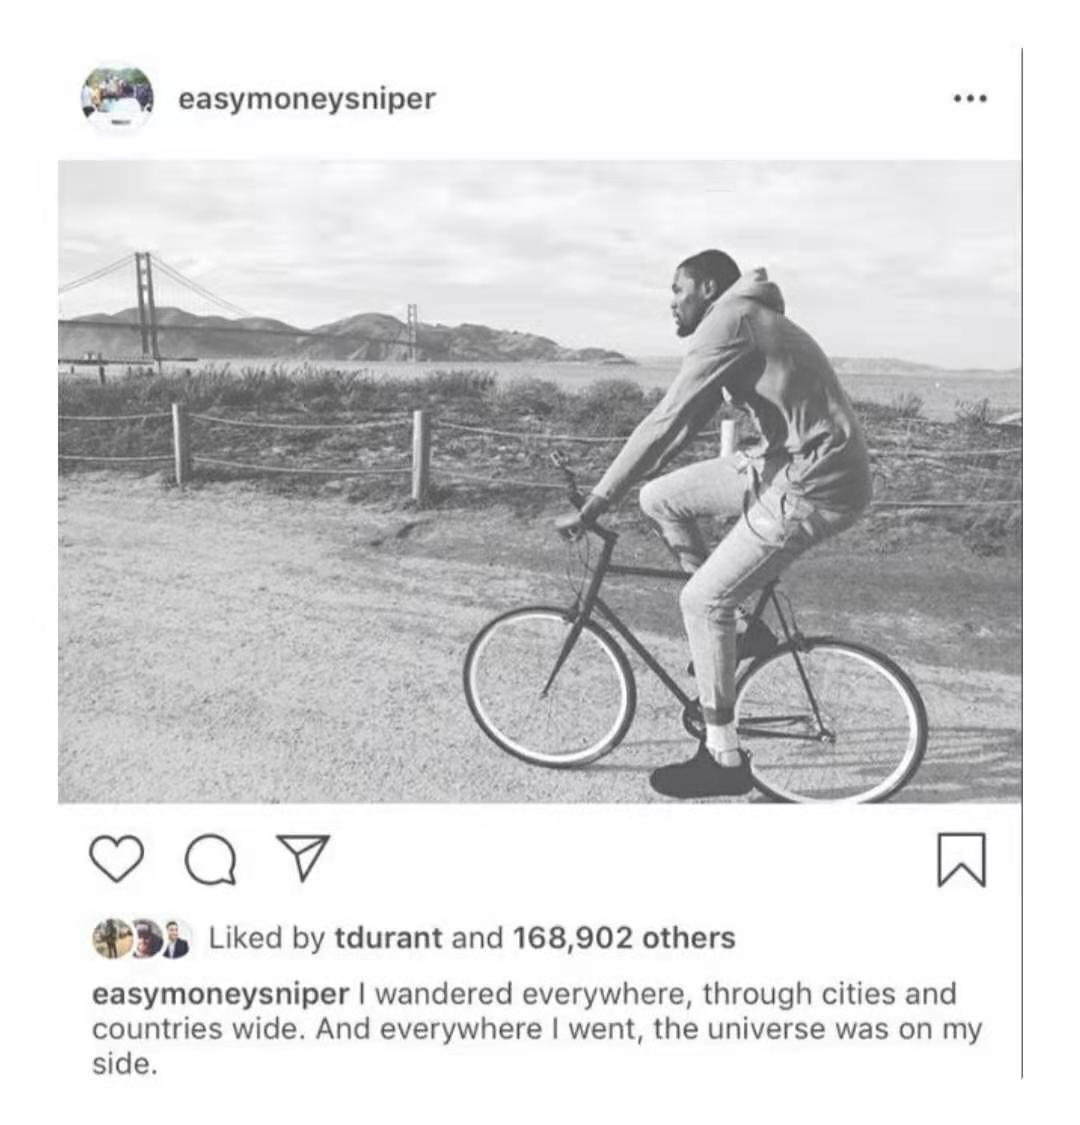 easymoneysniper
Liked by tdurant and 168,902 others
easymoneysniper I wandered everywhere, through cities and
countries wide. And everywhere I went, the universe was on my
side.